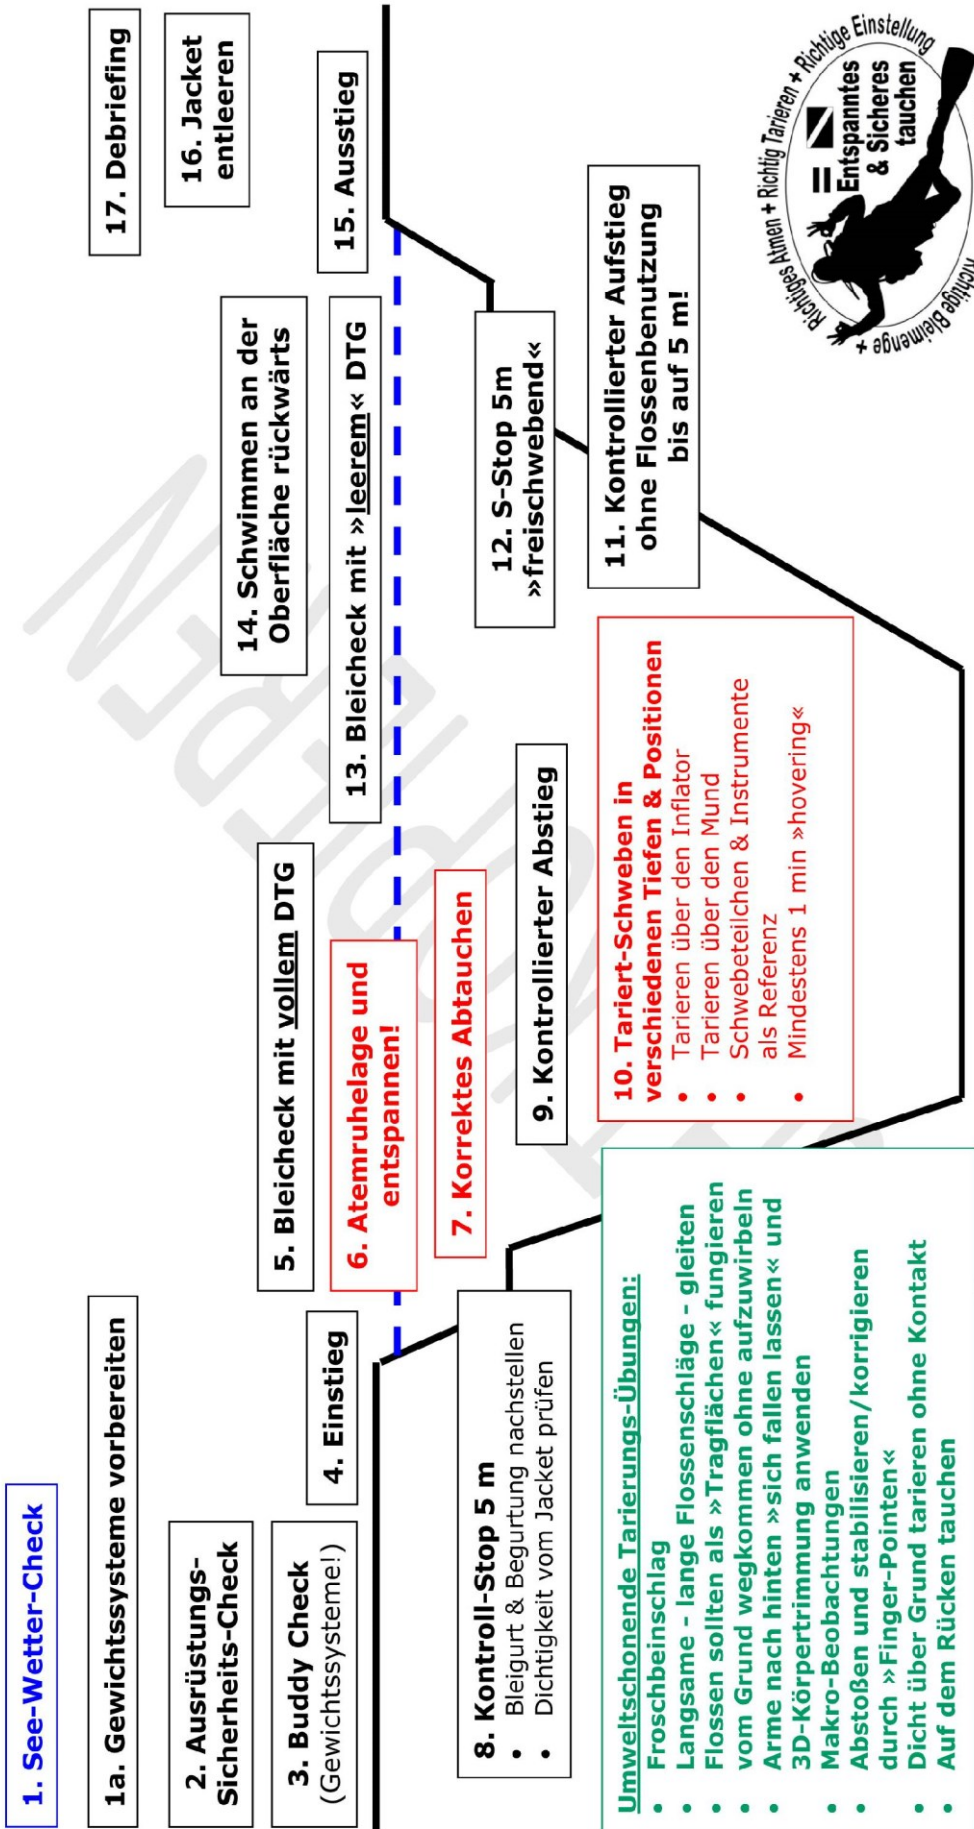 1. See-Wetter-Check
1a. Gewichtssysteme vorbereiten
2. Ausrüstungs-
Sicherheits-Check
3. Buddy Check
(Gewichtssysteme!)
4. Einstieg
5. Bleicheck mit vollem DTG
6. Atemruhelage und
entspannen!
7. Korrektes Abtauchen
8. Kontroll-Stop 5 m
• Bleigurt & Begurtung nachstellen
• Dichtigkeit vom Jacket prüfen
9. Kontrollierter Abstieg
10. Tariert-Schweben in
verschiedenen Tiefen & Positionen
• Tarieren über den Inflator
• Tarieren über den Mund
• Schwebeteilchen & Instrumente
als Referenz
• Mindestens 1 min »hovering«
11. Kontrollierter Aufstieg
ohne Flossenbenutzung
bis auf 5 m!
12. S-Stop 5m
»freischwebend«
13. Bleicheck mit »leerem« DTG
14. Schwimmen an der
Oberfläche rückwärts
15. Ausstieg
16. Jacket
entleeren
17. Debriefing
Umweltschonende Tarierungs-Übungen:
• Froschbeinschlag
• Langsame - lange Flossenschläge - gleiten
• Flossen sollten als »Tragflächen« fungieren
• vom Grund wegkommen ohne aufzuwirbeln
• Arme nach hinten »sich fallen lassen« und
3D-Körpertrimmung anwenden
• Makro-Beobachtungen
• Abstoßen und stabilisieren/korrigieren
durch »Finger-Pointen«
• Dicht über Grund tarieren ohne Kontakt
• Auf dem Rücken tauchen
Richtige Bleimenge + Richtiges Atmen + Richtig Tarieren + Richtige Einstellung
=
Entspanntes
& Sicheres
tauchen